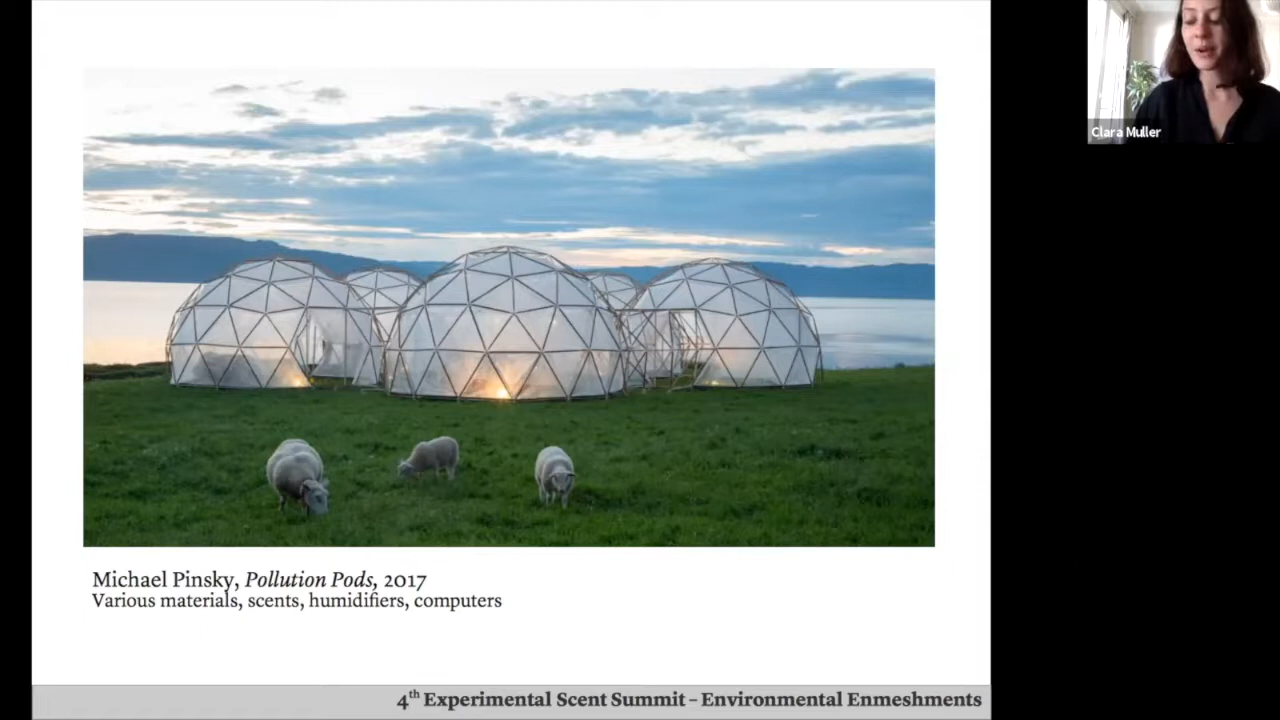 Clara Muller
Michael Pinsky, Pollution Pods, 2017
Various materials, scents, humidifiers, computers
4th Experimental Scent Summit – Environmental Enmeshments